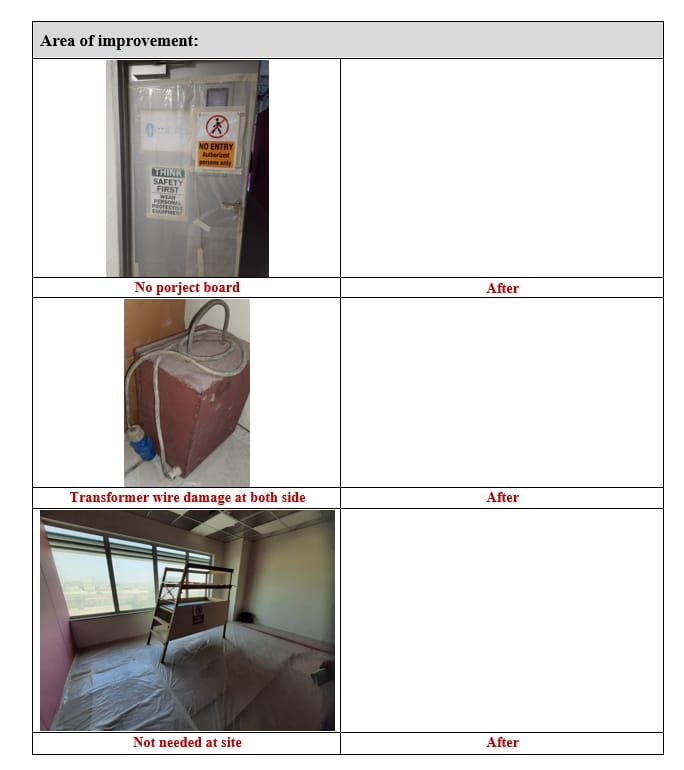 Area of improvement:
NO ENTRY
Authorized
persons only
THINK
SAFETY
FIRST
WEAR
PERSONAL
PROTECTIVE
EQUIPMENT
No porject board
After
Transformer wire damage at both side
After
Not needed at site
After